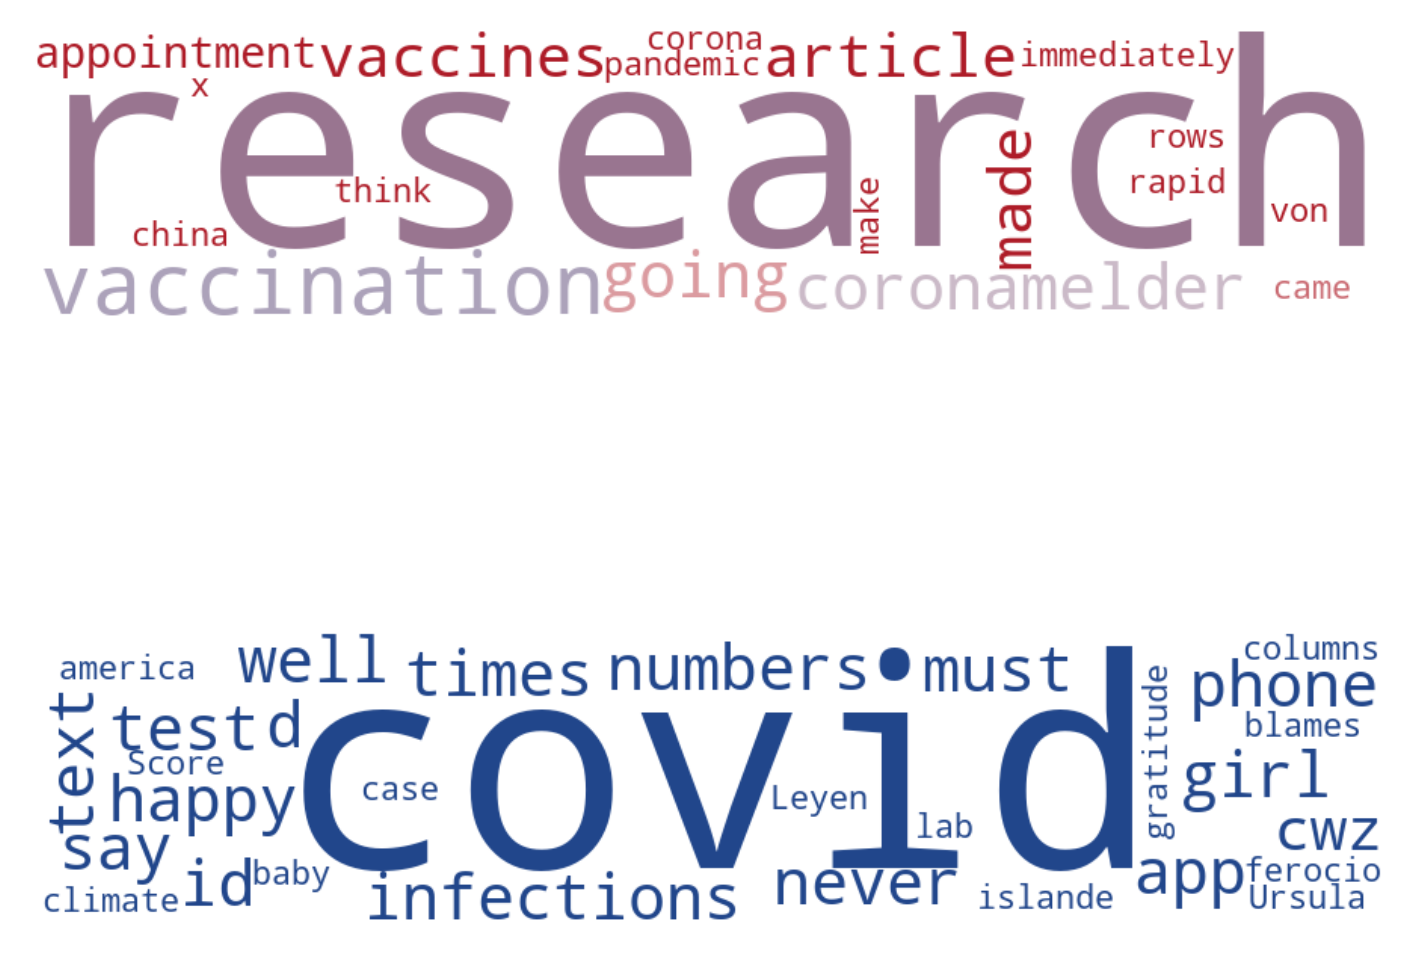 appointment vaccines corona article immediately
x pandemic
research
rows
think make made rapid
china von
vaccination going coronamelder came
america well times numbers must columns
text test d gratitude phone
Score blames
happy case covid Leyen girl
say lab cwz
climate id baby infections never islande app ferocio
Ursula